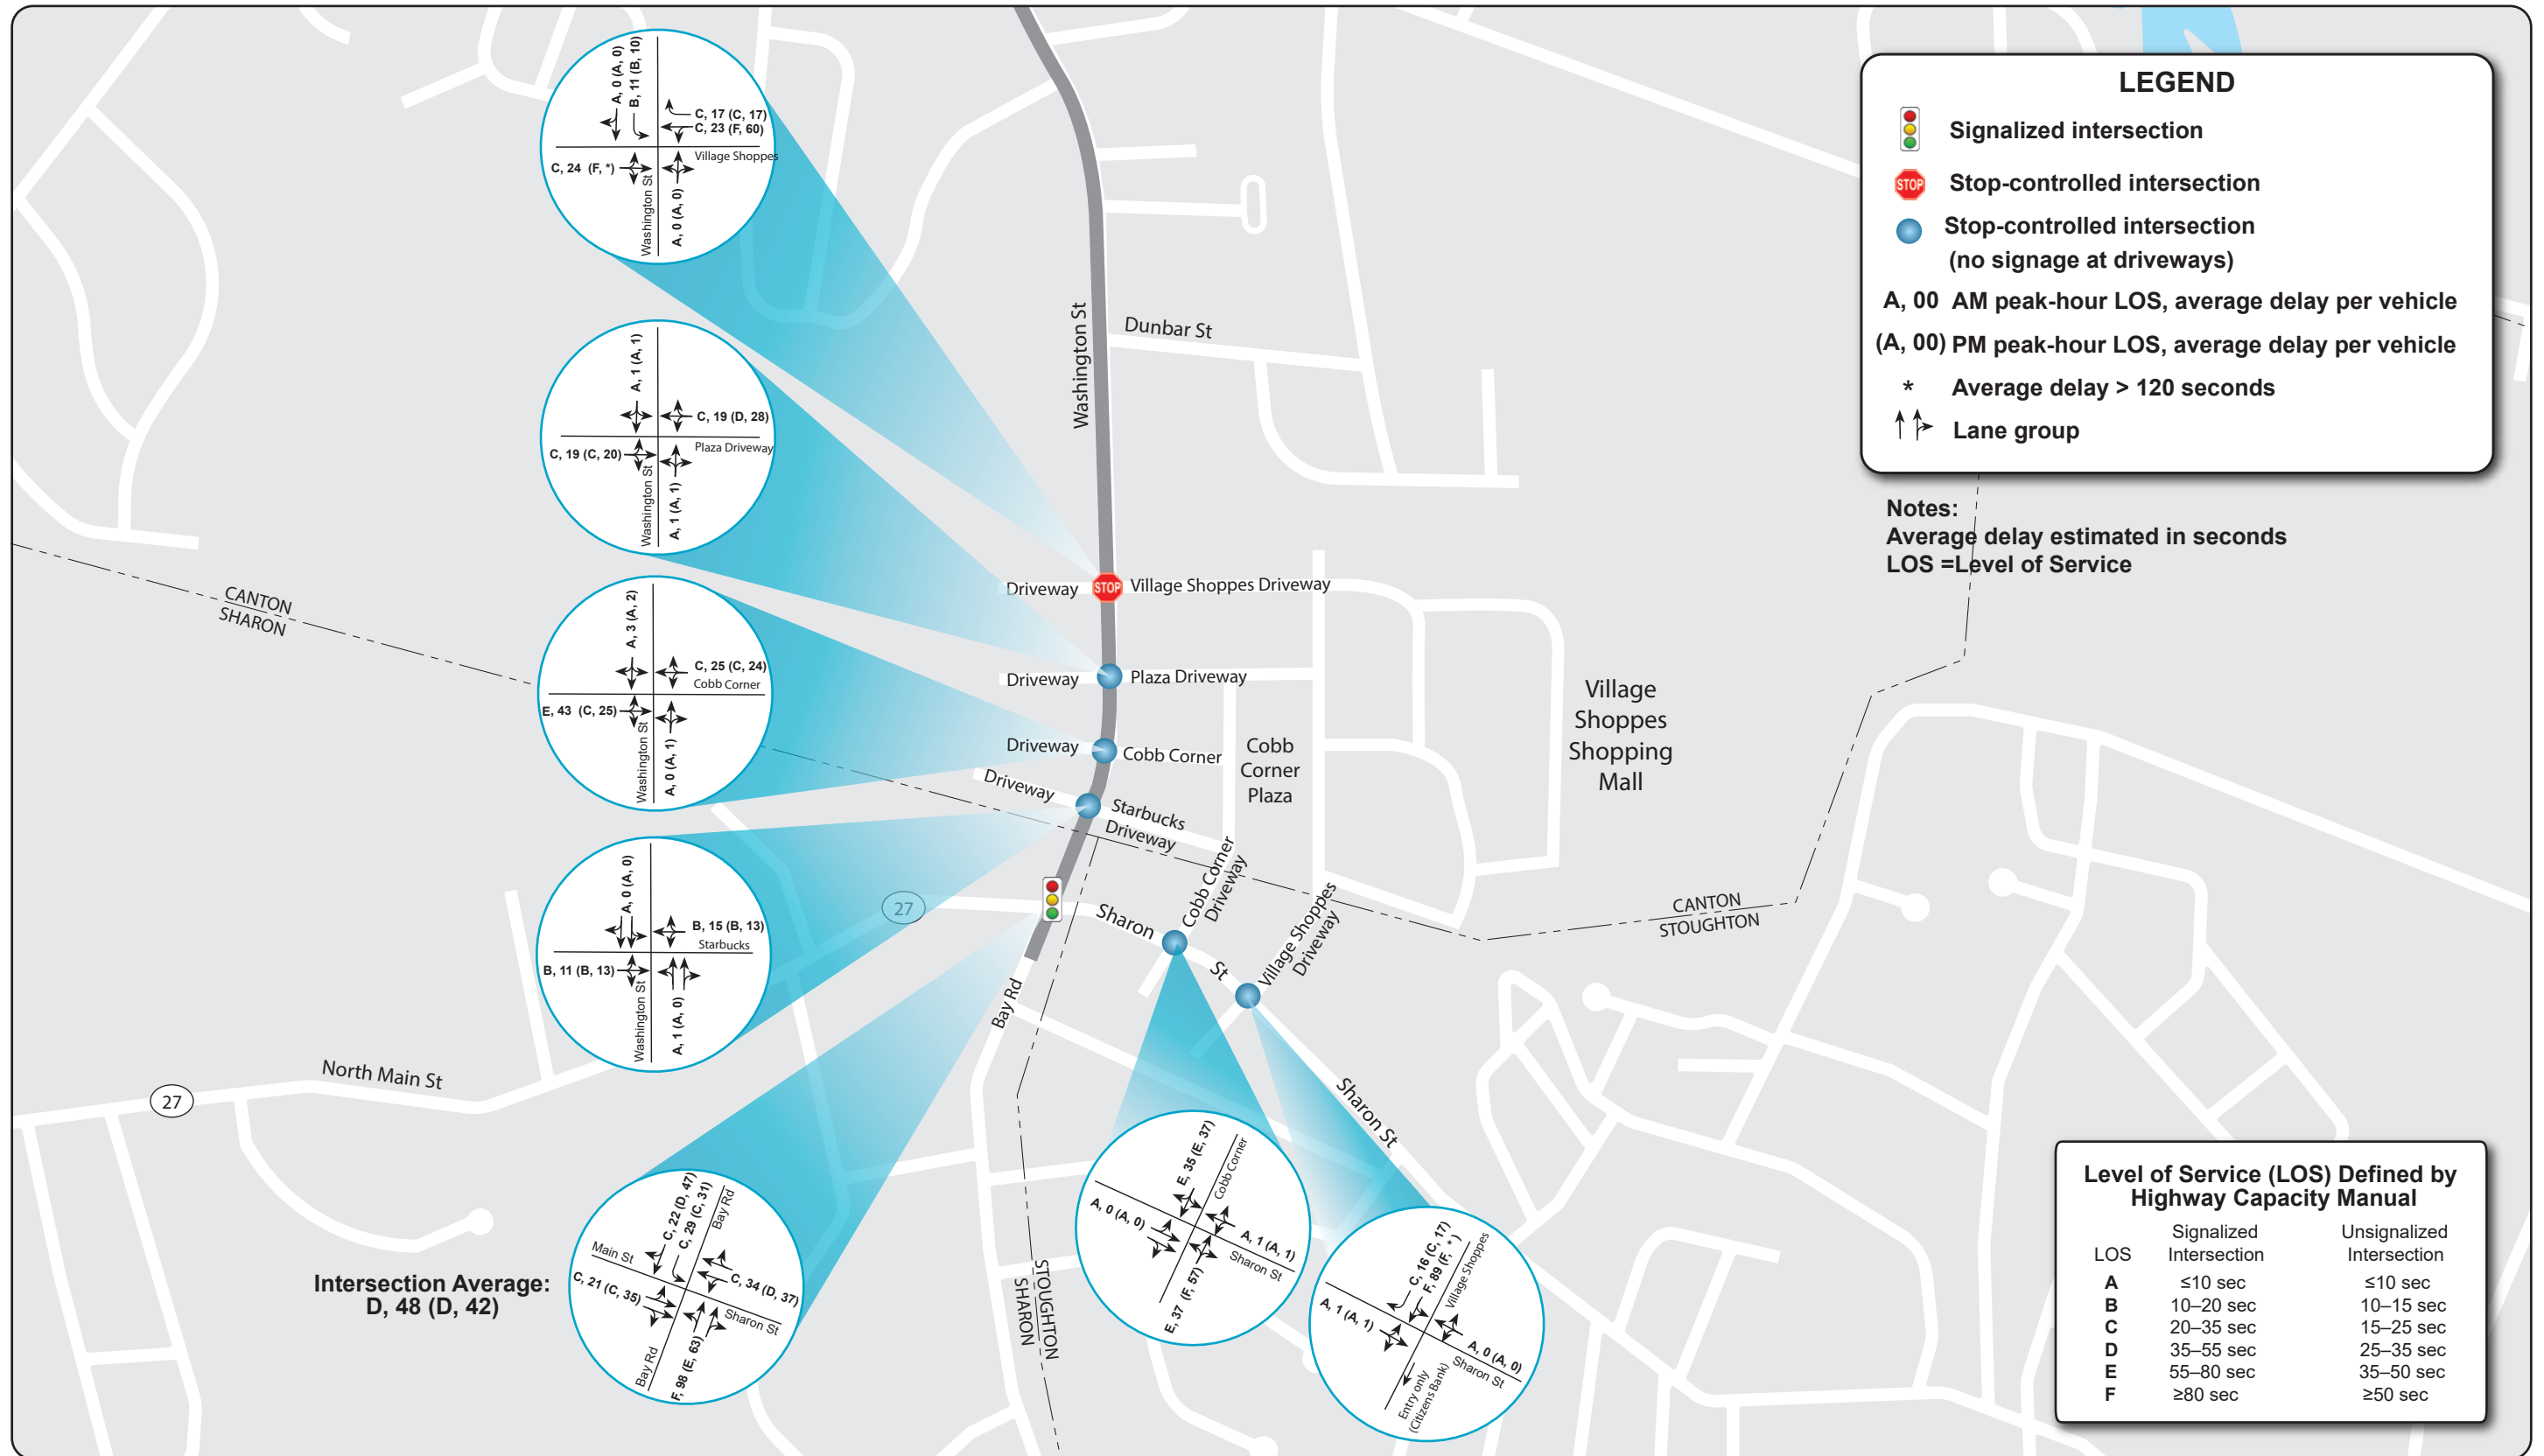 A, 0 (A, 0)
B, 11 (B, 10)
C, 17 (C, 17)
C, 23 (F, 60)
Village Shoppes
C, 24 (F, *)
Washington St
A, 0 (A, 0)
A, 1 (A, 1)
C, 19 (D, 28)
Plaza Driveway
C, 19 (C, 20)
Washington St
A, 1 (A, 1)
A, 3 (A, 2)
C, 25 (C, 24)
Cobb Corner
E, 43 (C, 25)
Washington St
A, 0 (A, 1)
A, 0 (A, 0)
B, 15 (B, 13)
Starbucks
B, 11 (B, 13)
Washington St
A, 1 (A, 0)
C, 22 (D, 47)
C, 29 (C, 31)
Bay Rd
Main St
C, 21 (C, 35)
C, 34 (D, 37)
Sharon St
Bay Rd
F, 98 (E, 63)
Intersection Average:
D, 48 (D, 42)
E, 35 (E, 37)
Cobb Corner
A, 0 (A, 0)
A, 1 (A, 1)
Sharon St
E, 37 (F, 57)
C, 16 (C, 17)
F, 89 (F, * )
Village Shoppes
A, 1 (A, 1)
A, 0 (A, 0)
Sharon St
Entry only
(Citizens Bank)
Washington St
Dunbar St
Driveway
STOP
Village Shoppes Driveway
Driveway
Plaza Driveway
Driveway
Cobb Corner
Driveway
Starbucks
Driveway
Cobb
Corner
Plaza
Village
Shoppes
Shopping
Mall
Cobb Corner
Driveway
Village Shoppes
Driveway
Sharon
St
Sharon St
Bay Rd
27
27
North Main St
CANTON
SHARON
CANTON
STOUGHTON
STOUGHTON
SHARON
LEGEND
Signalized intersection
STOP
Stop-controlled intersection
Stop-controlled intersection
(no signage at driveways)
A, 00 AM peak-hour LOS, average delay per vehicle
(A, 00) PM peak-hour LOS, average delay per vehicle
* Average delay > 120 seconds
Lane group
Notes:
Average delay estimated in seconds
LOS =Level of Service
Level of Service (LOS) Defined by
Highway Capacity Manual
Signalized Unsignalized
LOS Intersection Intersection
A ≤10 sec ≤10 sec
B 10–20 sec 10–15 sec
C 20–35 sec 15–25 sec
D 35–55 sec 25–35 sec
E 55–80 sec 35–50 sec
F ≥80 sec ≥50 sec